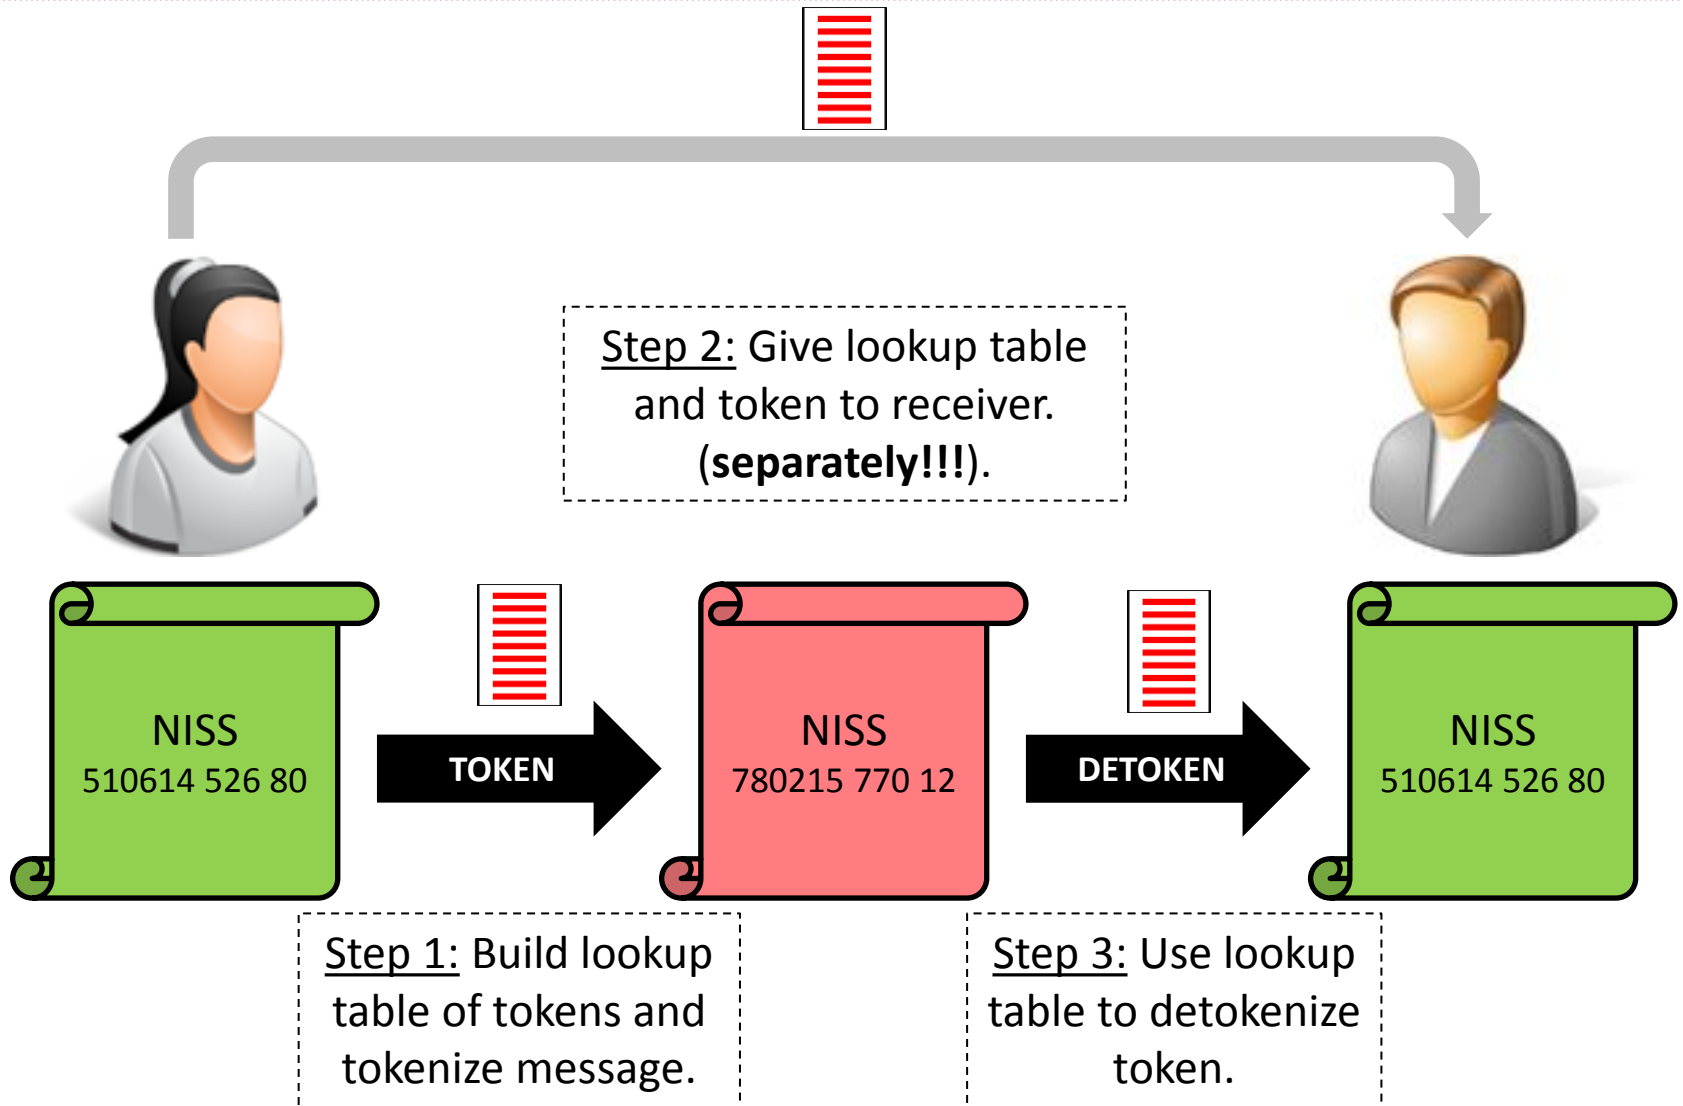 Step 2: Give lookup table
and token to receiver.
(separately!!!).
NISS
510614 526 80
TOKEN
NISS
780215 770 12
DETOKEN
NISS
510614 526 80
Step 1: Build lookup
table of tokens and
tokenize message.
Step 3: Use lookup
table to detokenize
token.